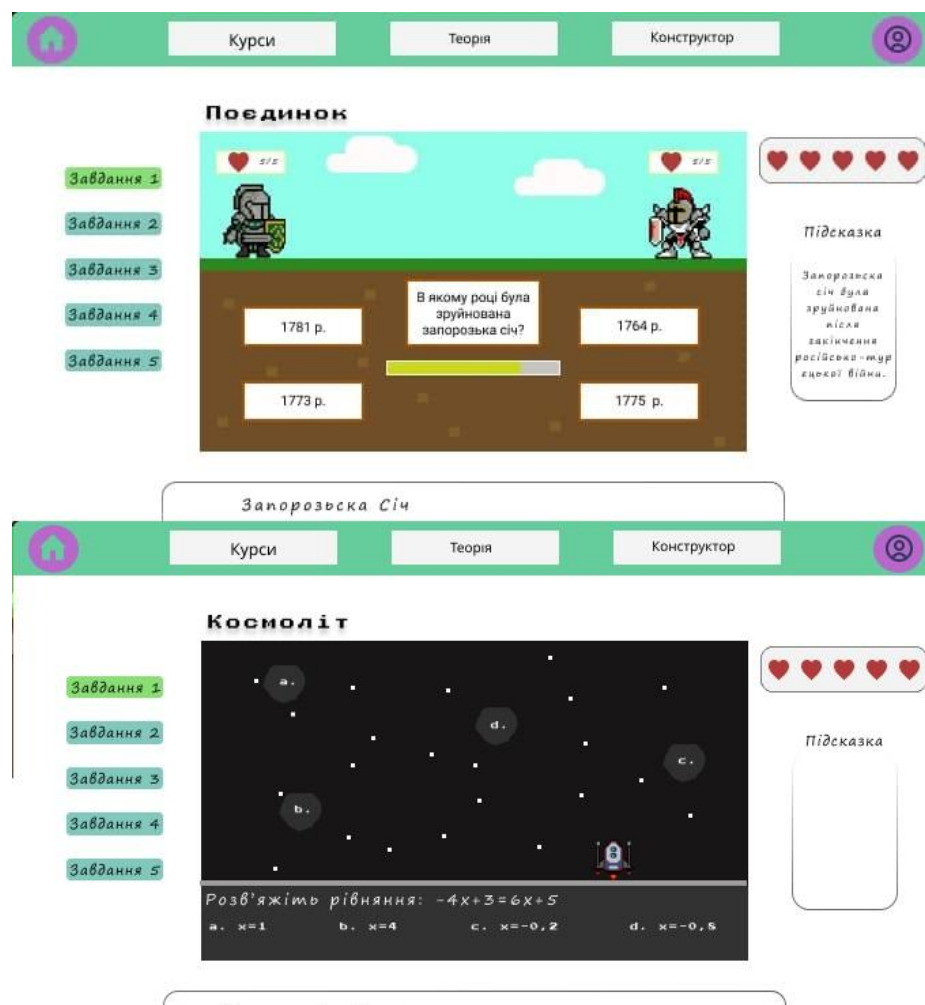 Курси
Теорія
Конструктор
Поєдинок
5/5
5/5
Завдання 1
Завдання 2
Завдання 3
Завдання 4
Завдання 5
В якому році була
зруйнована
запорозька січ?
1781 р.
1764 р.
1773 р.
1775 р.
Підсказка
Запорозьска
січ була
зруйнована
після
закінчення
російсько-тур
ецької війни.
Запорозьска Січ
Курси
Теорія
Конструктор
Космоліт
Завдання 1
Завдання 2
Завдання 3
Завдання 4
Завдання 5
a.
d.
c.
b.
Підсказка
Розв'яжіть рівняння: -4x+3=6x+5
a. x=1 b. x=4 c. x=-0,2 d. x=-0,5